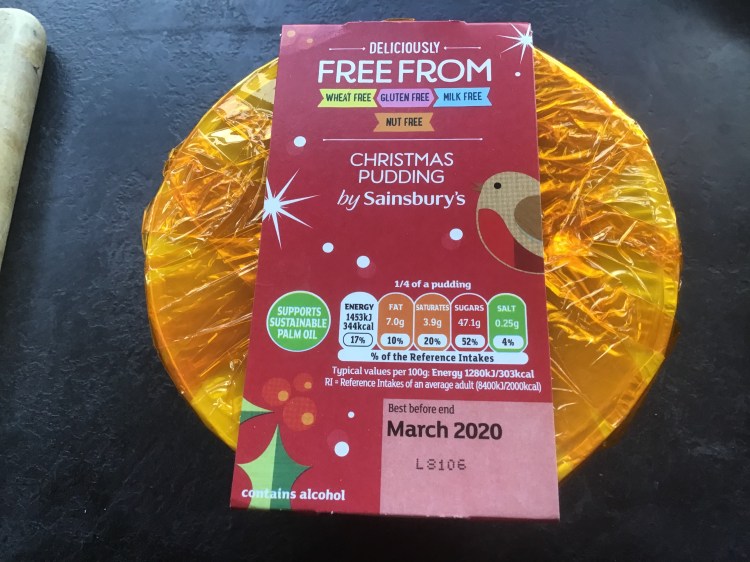 DELICIOUSLY
FREE FROM
WHEAT FREE GLUTEN FREE MILK FREE
NUT FREE
CHRISTMAS
PUDDING
by Sainsbury's
1/4 of a pudding
SUPPORTS
SUSTAINABLE
PALM OIL
ENERGY
1453kJ
344kcal
17%
FAT
7.0g
10%
SATURATES
3.9g
20%
SUGARS
47.1g
52%
SALT
0.25g
4%
% of the Reference Intakes
Typical values per 100g: Energy 1280kJ/303kcal
RI = Reference Intakes of an average adult (8400kJ/2000kcal)
Best before end
March 2020
L8106
contains alcohol